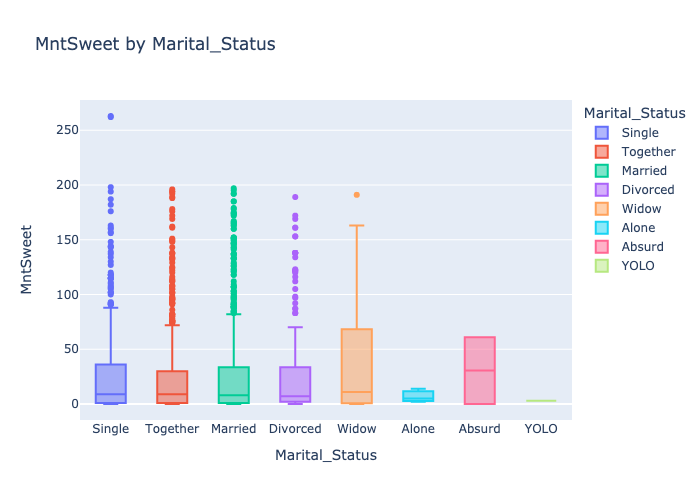 MntSweet by Marital_Status
Marital_Status
Single
Together
Married
Divorced
Widow
Alone
Absurd
YOLO
MntSweet
250
200
150
100
50
0
Single Together Married Divorced Widow Alone Absurd YOLO
Marital_Status